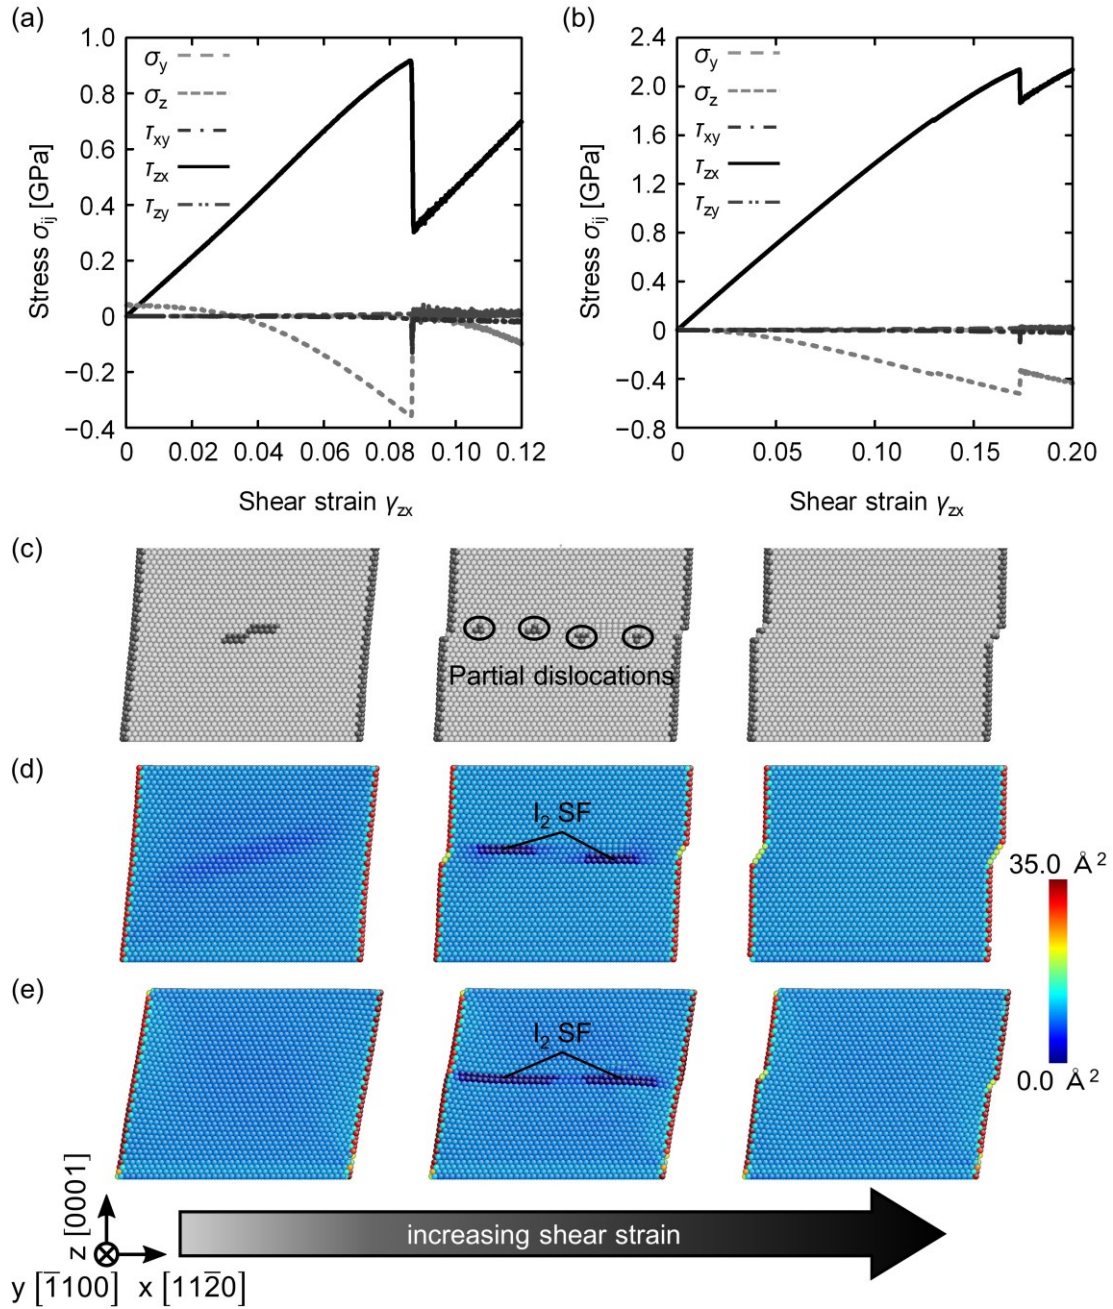 (a)
1.0
0.8
0.6
0.4
0.2
0
−0.2
−0.4
Stress σij [GPa]
σy
σz
τxy
τzx
τzy
0 0.02 0.04 0.06 0.08 0.10 0.12
Shear strain γzx
(b)
2.4
2.0
1.6
1.2
0.8
0.4
0
−0.4
−0.8
Stress σij [GPa]
σy
σz
τxy
τzx
τzy
0 0.05 0.10 0.15 0.20
Shear strain γzx
(c)
Partial dislocations
(d)
I2 SF
35.0 Å2
0.0 Å2
(e)
I2 SF
z [0001]
y [1̅100] x [112̅0]
increasing shear strain